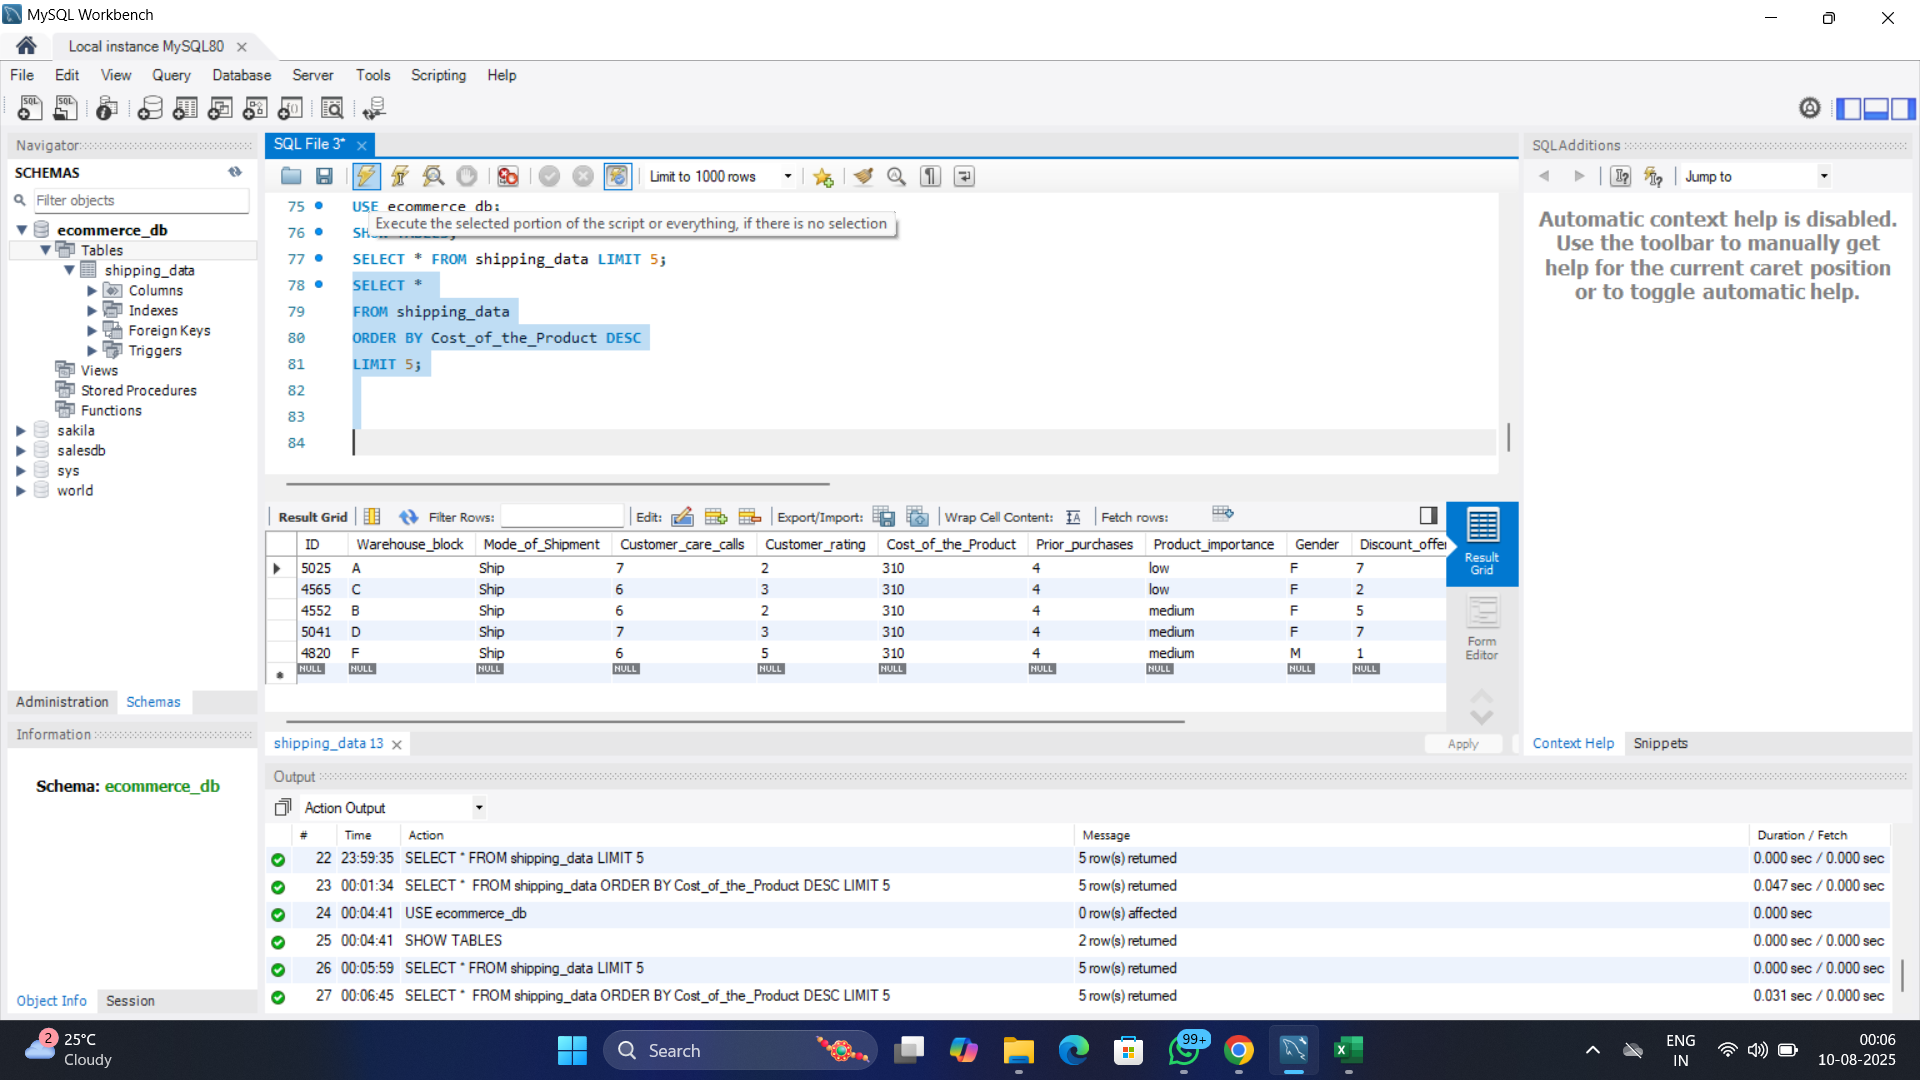 MySQL Workbench
Local instance MySQL80
File Edit View Query Database Server Tools Scripting Help
Navigator
SCHEMAS
Filter objects
ecommerce_db
Tables
shipping_data
Columns
Indexes
Foreign Keys
Triggers
Views
Stored Procedures
Functions
sakila
salesdb
sys
world
Administration Schemas
Information
Schema: ecommerce_db
Object Info Session
SQL File 3*
Limit to 1000 rows
75 USE ecommerce_db;
Execute the selected portion of the script or everything, if there is no selection
76
77 SELECT * FROM shipping_data LIMIT 5;
78 SELECT *
79 FROM shipping_data
80 ORDER BY Cost_of_the_Product DESC
81 LIMIT 5;
82
83
84
Result Grid Filter Rows: Edit: Export/Import: Wrap Cell Content: Fetch rows:
ID Warehouse_block Mode_of_Shipment Customer_care_calls Customer_rating Cost_of_the_Product Prior_purchases Product_importance Gender Discount_offe
5025 A Ship 7 2 310 4 low F 7
4565 C Ship 6 3 310 4 low F 2
4552 B Ship 6 2 310 4 medium F 5
5041 D Ship 7 3 310 4 medium F 7
4820 F Ship 6 5 310 4 medium M 1
NULL NULL NULL NULL NULL NULL NULL NULL NULL NULL
Result Grid
Form Editor
shipping_data 13
Apply
SQLAdditions
Jump to
Automatic context help is disabled.
Use the toolbar to manually get
help for the current caret position
or to toggle automatic help.
Context Help Snippets
Output
Action Output
# Time Action Message Duration / Fetch
22 23:59:35 SELECT * FROM shipping_data LIMIT 5 5 row(s) returned 0.000 sec / 0.000 sec
23 00:01:34 SELECT * FROM shipping_data ORDER BY Cost_of_the_Product DESC LIMIT 5 5 row(s) returned 0.047 sec / 0.000 sec
24 00:04:41 USE ecommerce_db 0 row(s) affected 0.000 sec
25 00:04:41 SHOW TABLES 2 row(s) returned 0.000 sec / 0.000 sec
26 00:05:59 SELECT * FROM shipping_data LIMIT 5 5 row(s) returned 0.000 sec / 0.000 sec
27 00:06:45 SELECT * FROM shipping_data ORDER BY Cost_of_the_Product DESC LIMIT 5 5 row(s) returned 0.031 sec / 0.000 sec
2
25°C
Cloudy
Search
99+
ENG
IN
00:06
10-08-2025